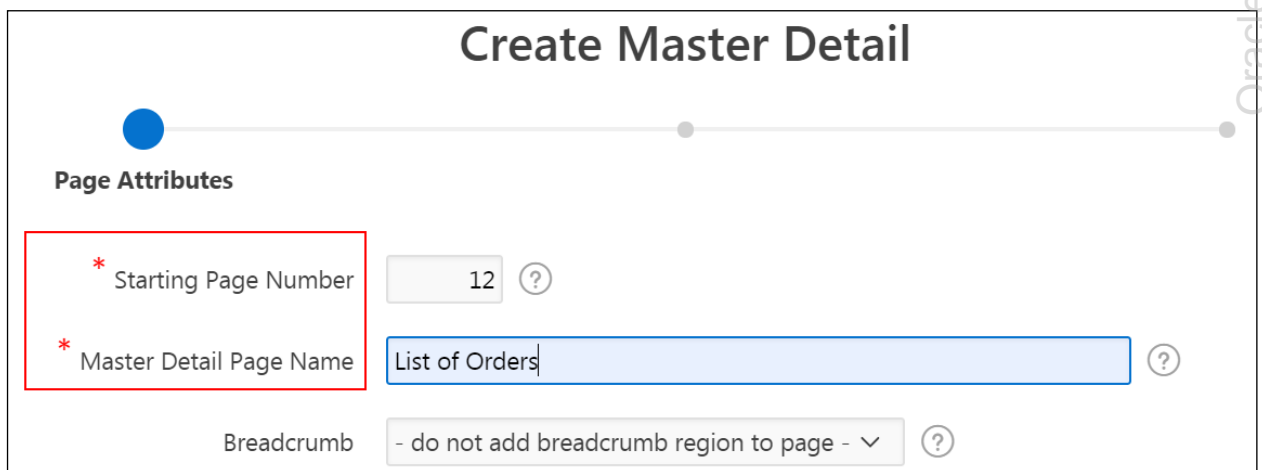 Create Master Detail
Oracle
Page Attributes
* Starting Page Number 12 ?
* Master Detail Page Name List of Orders ?
Breadcrumb - do not add breadcrumb region to page - ?